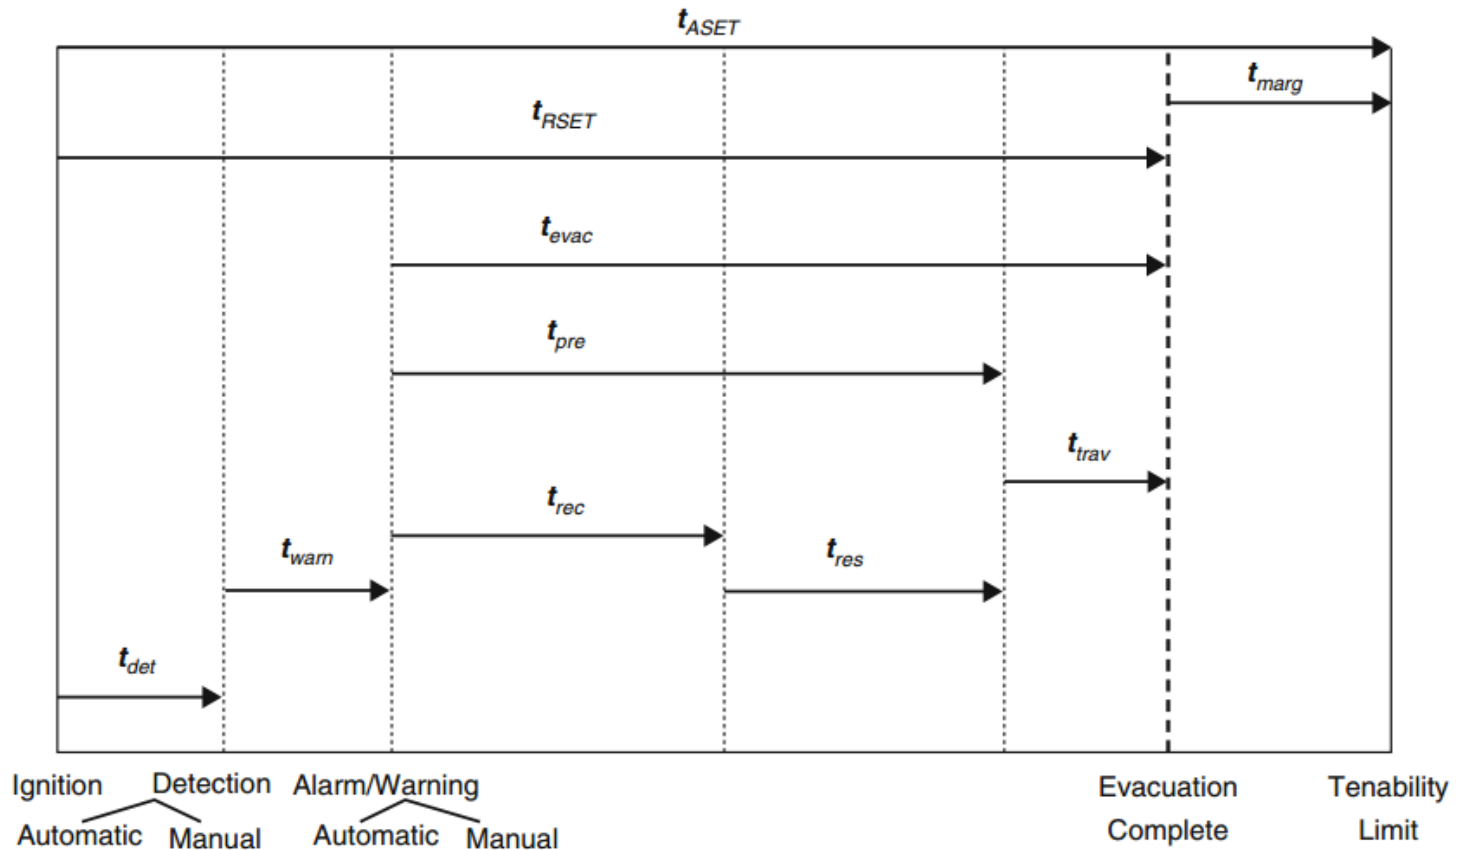 tASET
tmarg
tRSET
tevac
tpre
ttrav
trec
twarn
tres
tdet
Ignition Detection Alarm/Warning Evacuation Tenability
Automatic Manual Automatic Manual Complete Limit